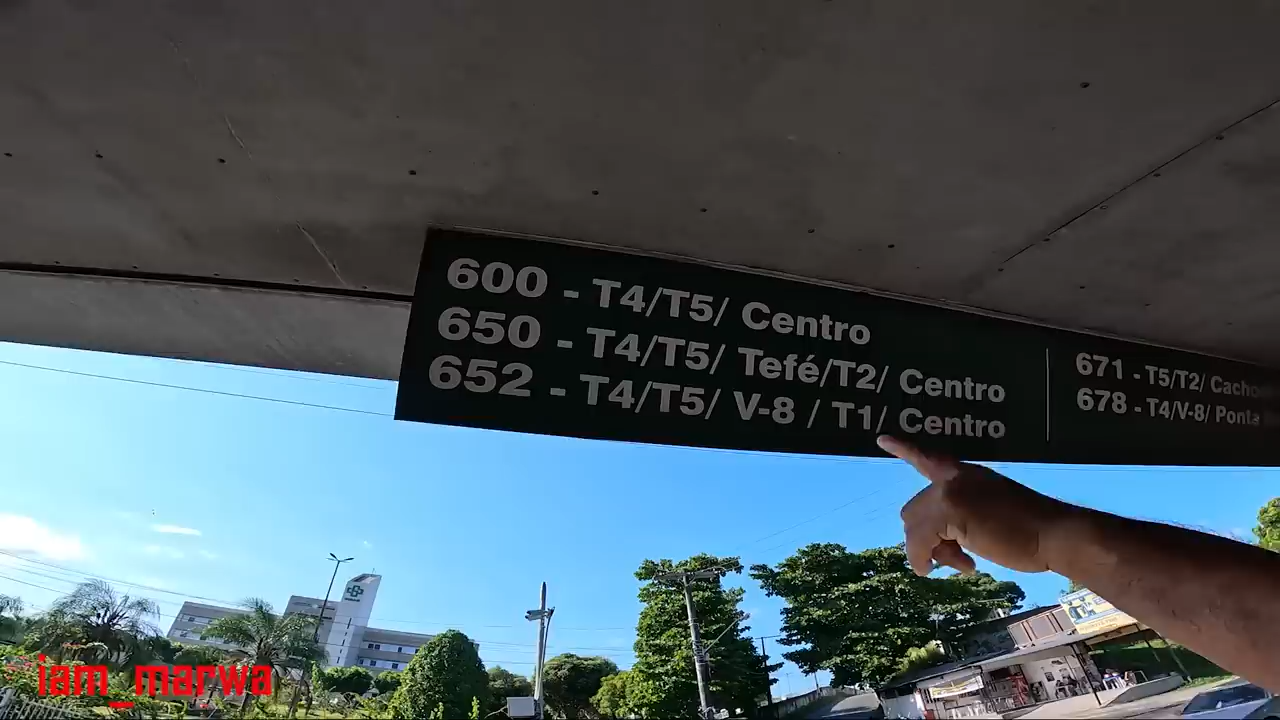 600 - T4/T5/ Centro
650 - T4/T5/ Tefé/T2/ Centro
652 - T4/T5/ V-8 / T1/ Centro
671 - T5/T2/
678 - T4/V-8/ Ponta
iam_marwa